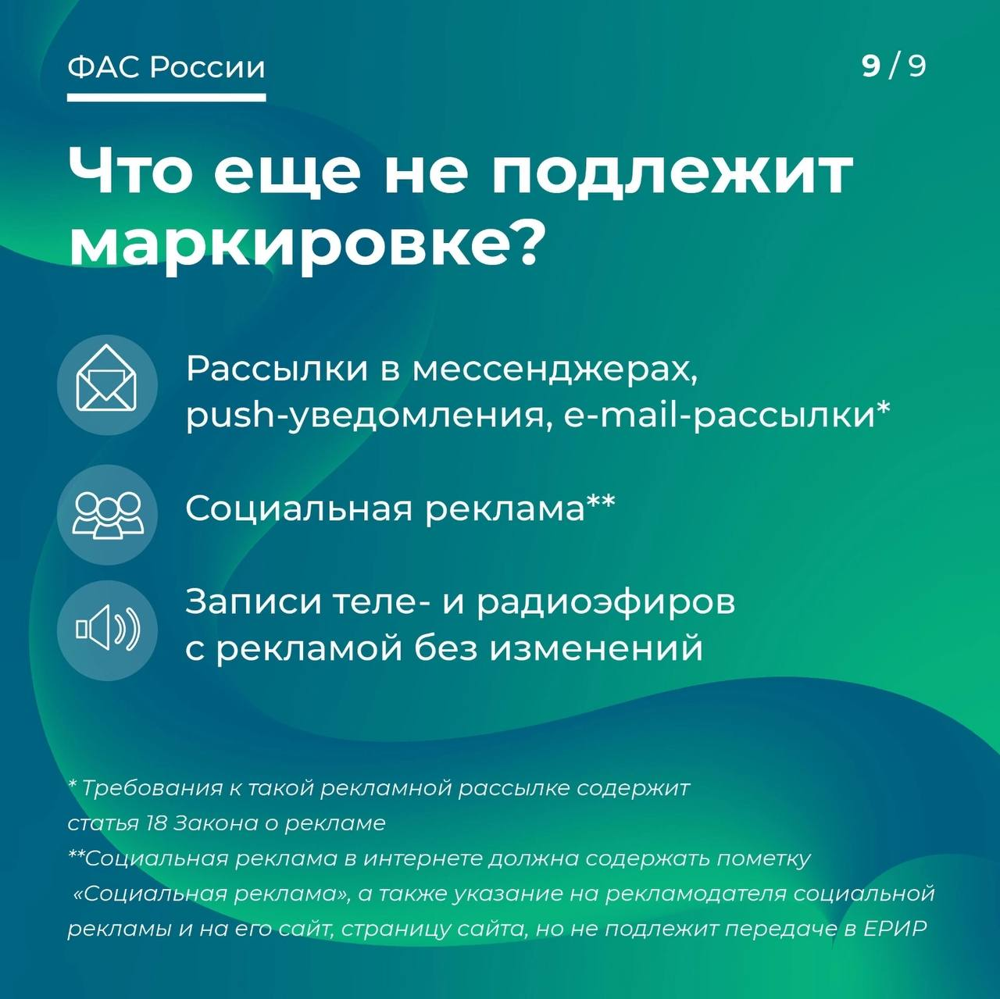 ФАС России
9 / 9
Что еще не подлежит
маркировке?
Рассылки в мессенджерах,
push-уведомления, e-mail-рассылки*
Социальная реклама**
Записи теле- и радиоэфиров
с рекламой без изменений
* Требования к такой рекламной рассылке содержит
статья 18 Закона о рекламе
**Социальная реклама в интернете должна содержать пометку
«Социальная реклама», а также указание на рекламодателя социальной
рекламы и на его сайт, страницу сайта, но не подлежит передаче в ЕРИР